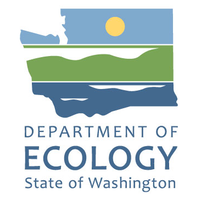 DEPARTMENT OF
ECOLOGY
State of Washington